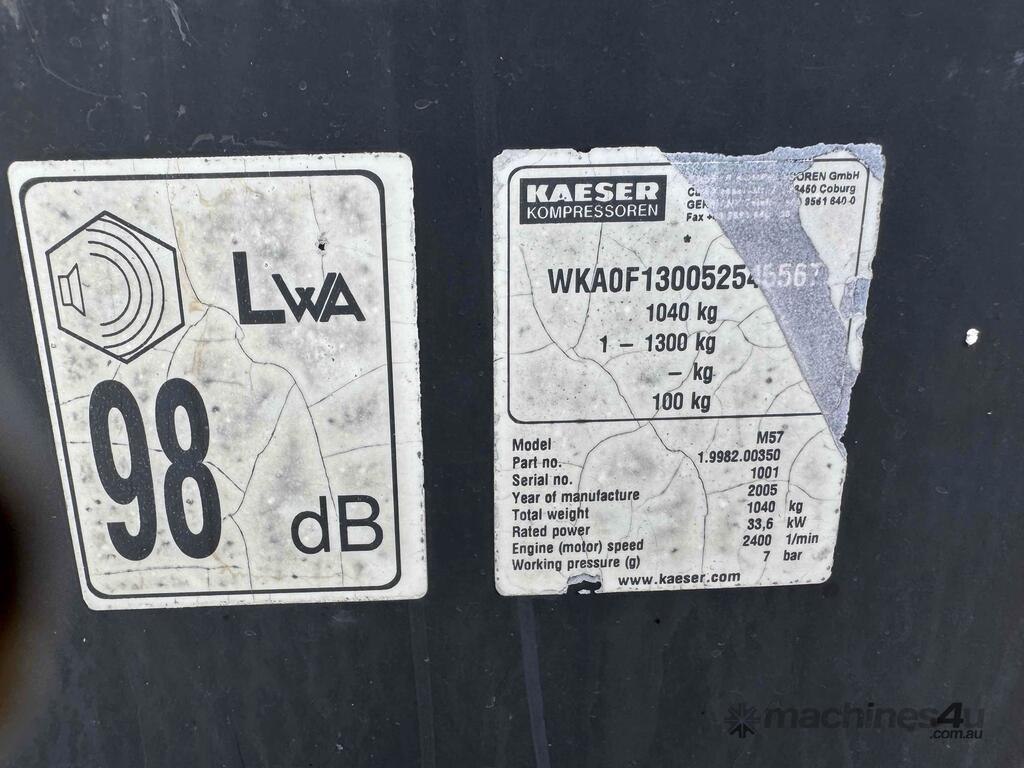 LWA
98
dB
KAESER
KOMPRESSOREN
OREN GmbH
Coburg
GER
9561 640-0
Fax
*
WKA0F13005254
1040 kg
1 – 1300 kg
– kg
100 kg
Model M57
Part no. 1.9982.00350
Serial no. 1001
Year of manufacture 2005
Total weight 1040 kg
Rated power 33,6 kW
Engine (motor) speed 2400 1/min
Working pressure (g) 7 bar
www.kaeser.com
machines4u
.com.au